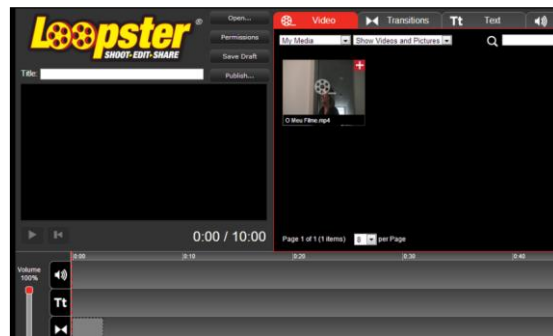 Loopster®
SHOOT·EDIT·SHARE
Open...
Permissions
Save Draft
Title:
Publish...
Video
Transitions
Tt
Text
My Media
Show Videos and Pictures
O Meu Filme.mp4
0:00 / 10:00
Page 1 of 1 (1 items)
8
per Page
0:00
0:10
0:20
0:30
0:40
Volume
100%
Tt